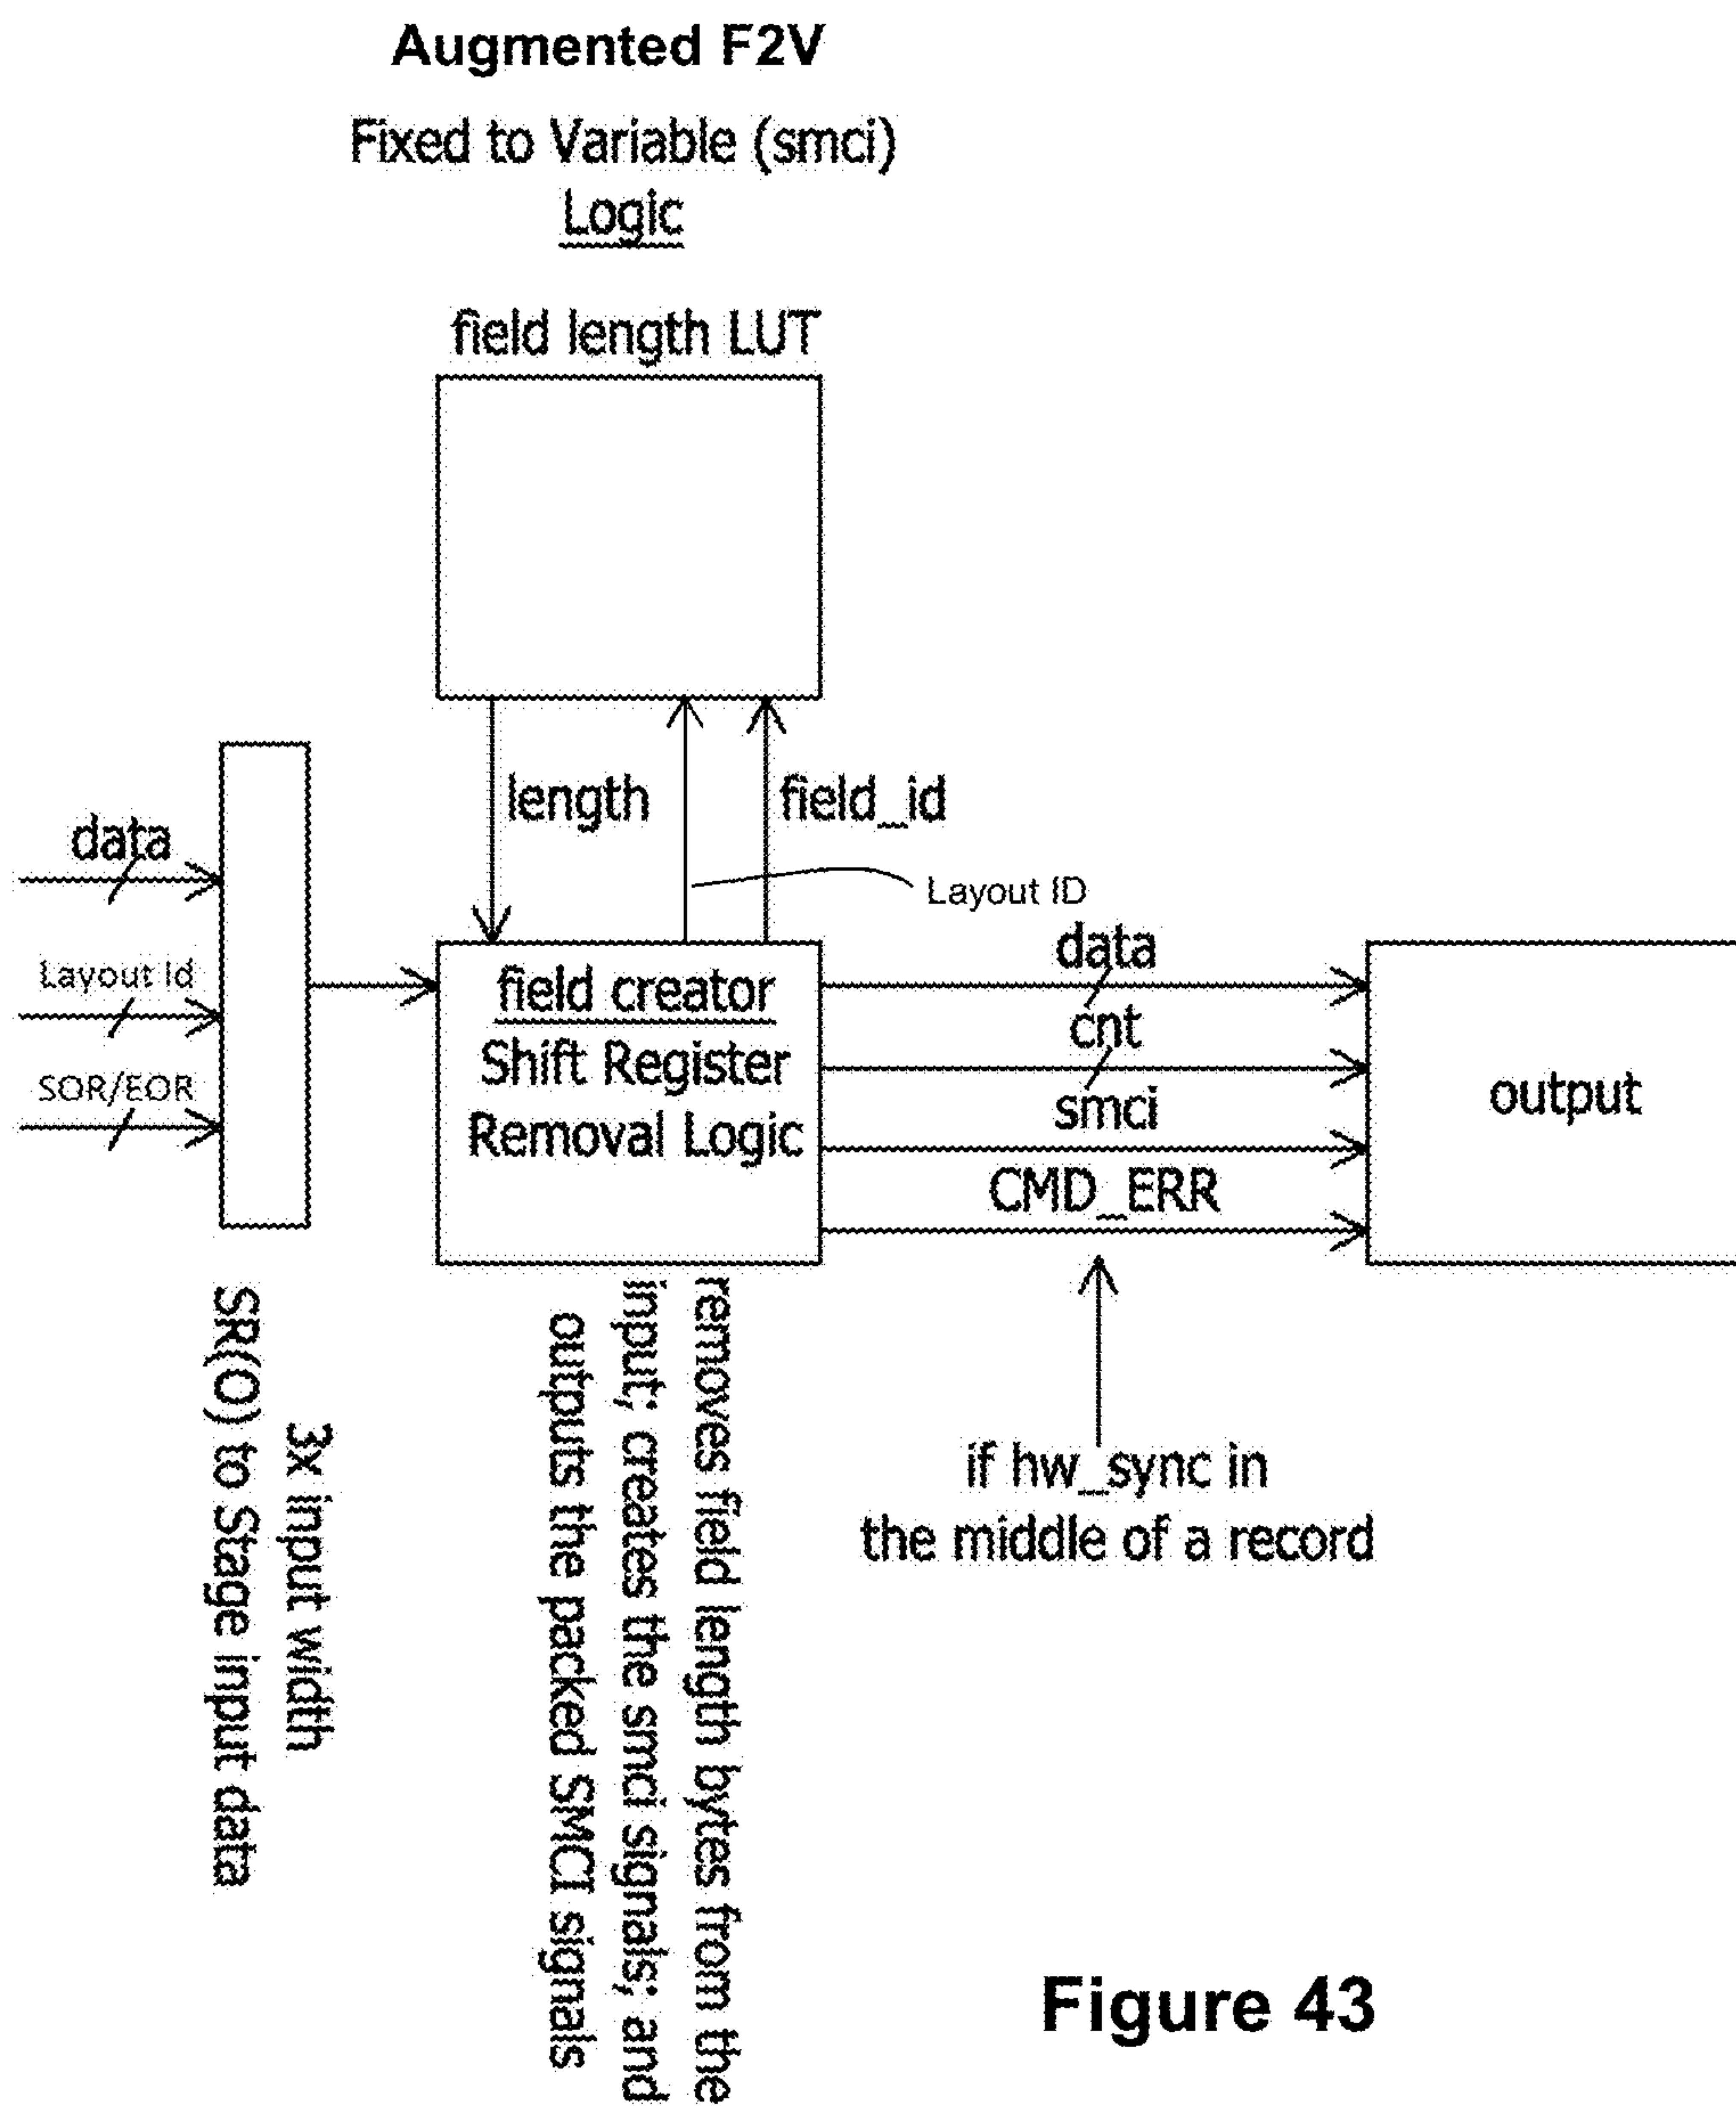 Augmented F2V
Fixed to Variable (smci)
Logic
field length LUT
length
field_id
Layout ID
data
Layout Id
SOR/EOR
field creator
Shift Register
Removal Logic
data
cnt
smci
CMD_ERR
output
if hw_sync in
the middle of a record
3x input width
SR(O)) to Stage input data
removes field length bytes from the
input; creates the smci signals; and
outputs the packed SMCI signals
Figure 43